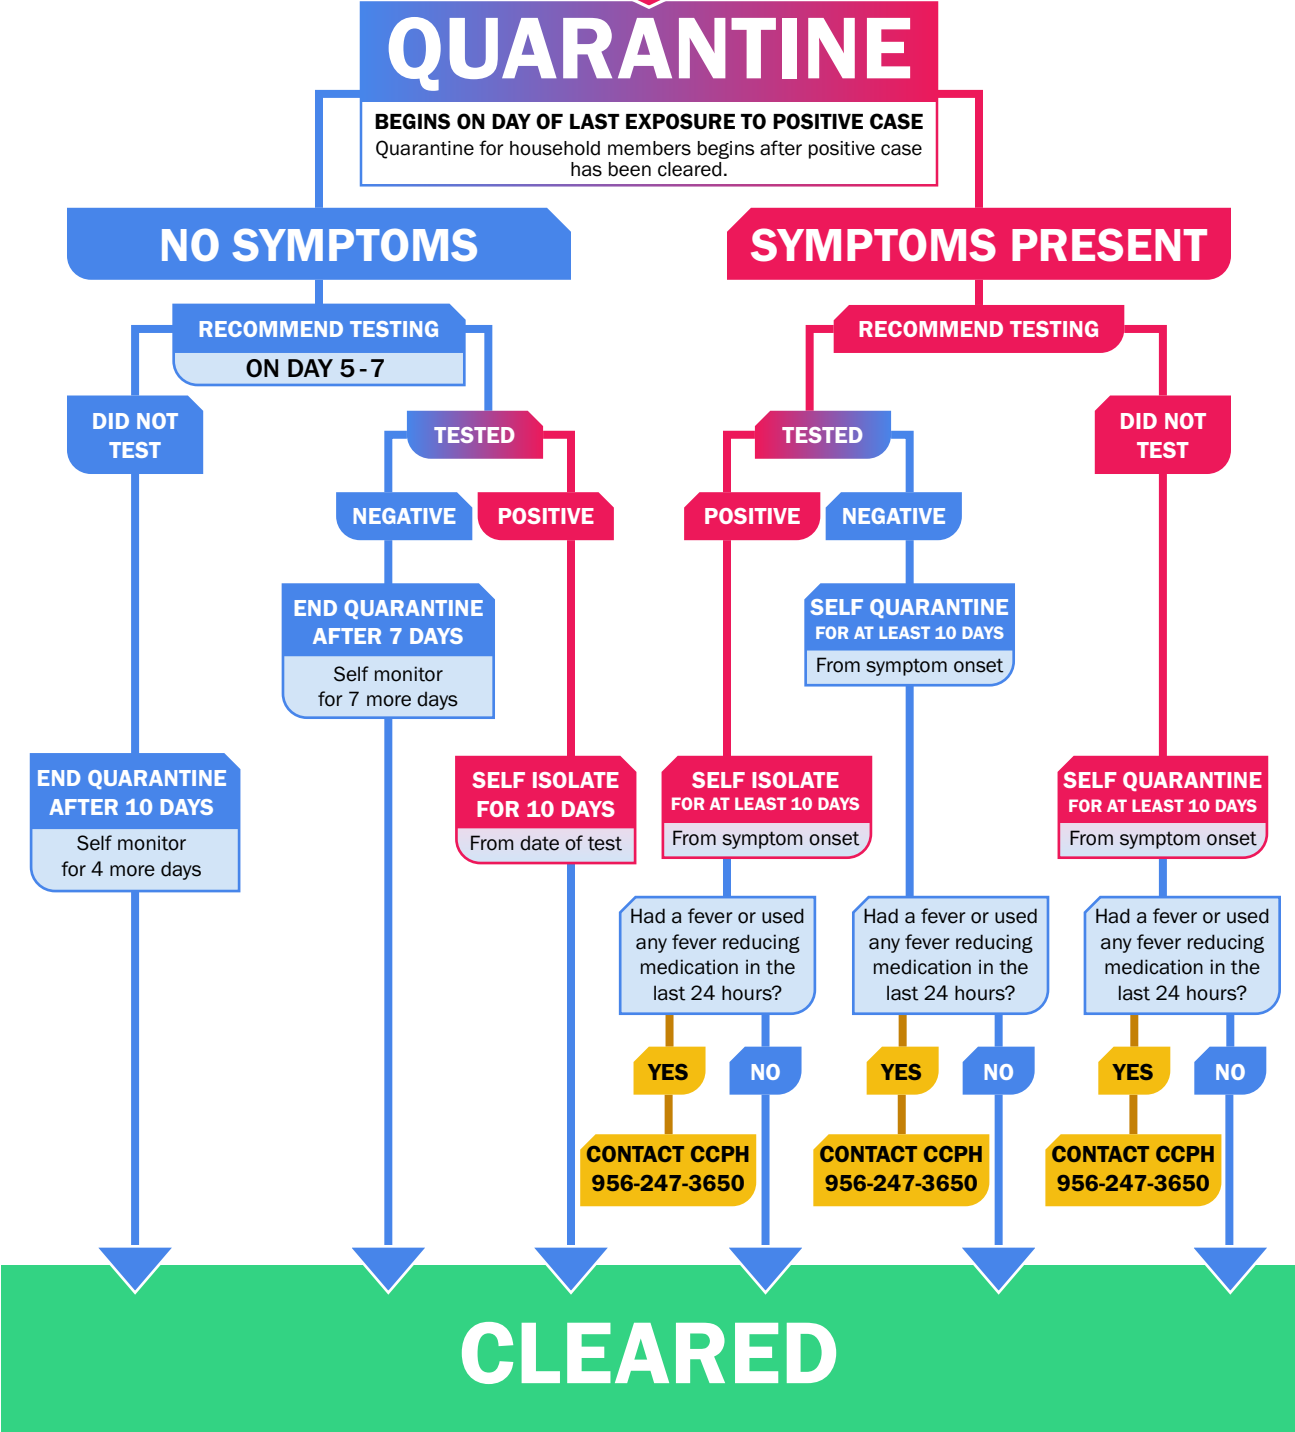 QUARANTINE
BEGINS ON DAY OF LAST EXPOSURE TO POSITIVE CASE
Quarantine for household members begins after positive case
has been cleared.
NO SYMPTOMS
RECOMMEND TESTING
ON DAY 5-7
DID NOT
TEST
TESTED
NEGATIVE
POSITIVE
END QUARANTINE
AFTER 7 DAYS
Self monitor
for 7 more days
END QUARANTINE
AFTER 10 DAYS
Self monitor
for 4 more days
SELF ISOLATE
FOR 10 DAYS
From date of test
SYMPTOMS PRESENT
RECOMMEND TESTING
TESTED
DID NOT
TEST
POSITIVE
NEGATIVE
SELF QUARANTINE
FOR AT LEAST 10 DAYS
From symptom onset
SELF ISOLATE
FOR AT LEAST 10 DAYS
From symptom onset
SELF QUARANTINE
FOR AT LEAST 10 DAYS
From symptom onset
Had a fever or used
any fever reducing
medication in the
last 24 hours?
YES
NO
CONTACT CCPH
956-247-3650
Had a fever or used
any fever reducing
medication in the
last 24 hours?
YES
NO
CONTACT CCPH
956-247-3650
Had a fever or used
any fever reducing
medication in the
last 24 hours?
YES
NO
CONTACT CCPH
956-247-3650
CLEARED